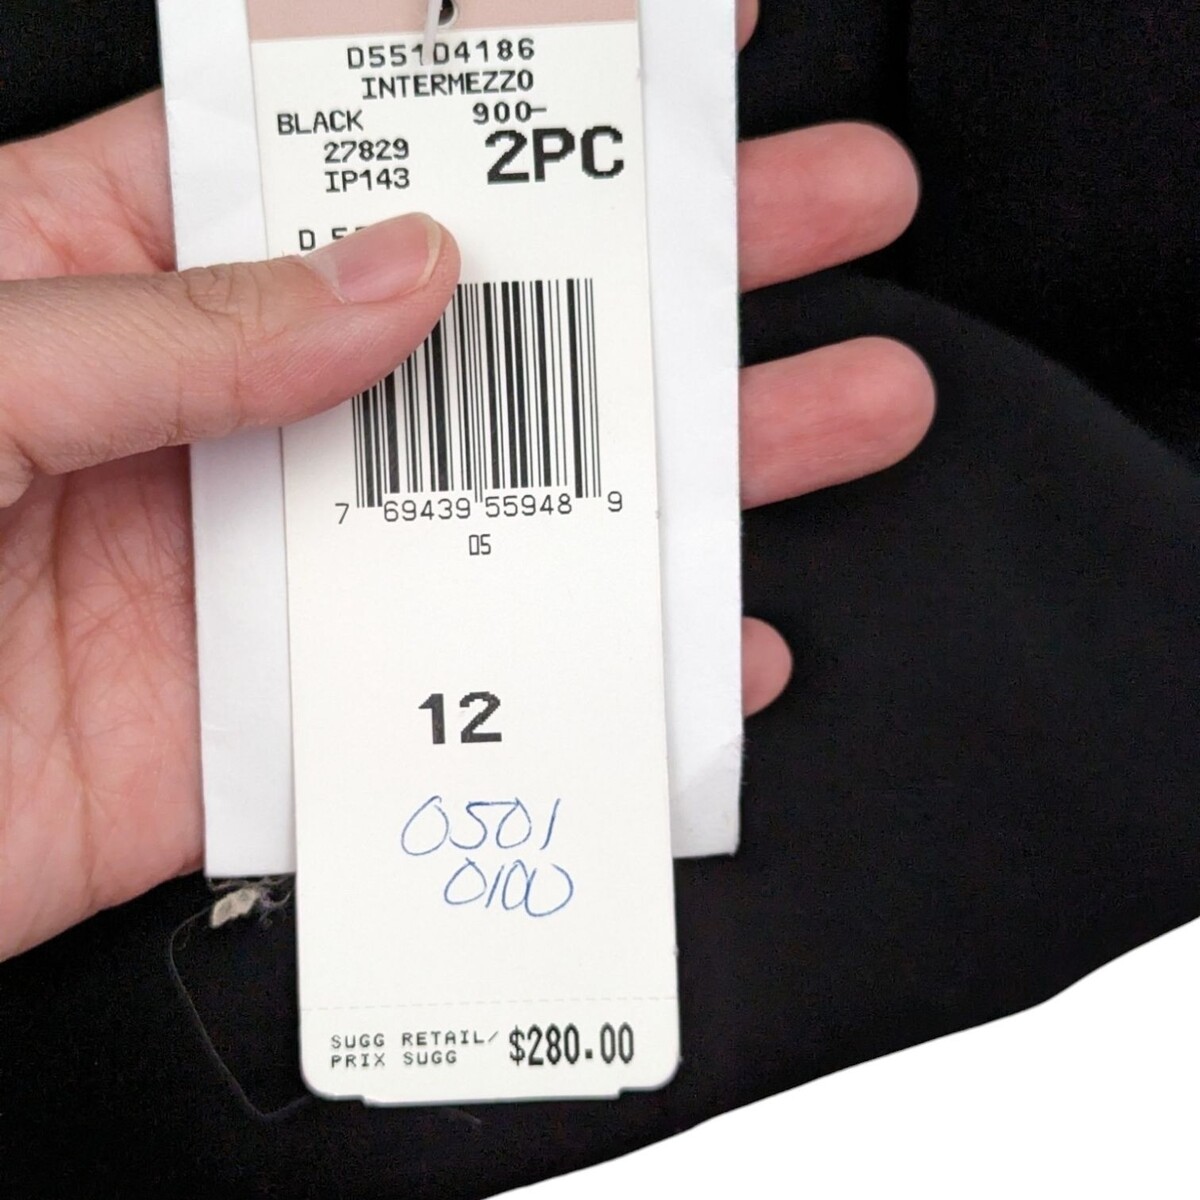 D55104186
INTERMEZZO
BLACK 900-
27829 2PC
IP143
D
7 69439 55948 9
05
12
0501
0100
SUGG RETAIL/ $280.00
PRIX SUGG